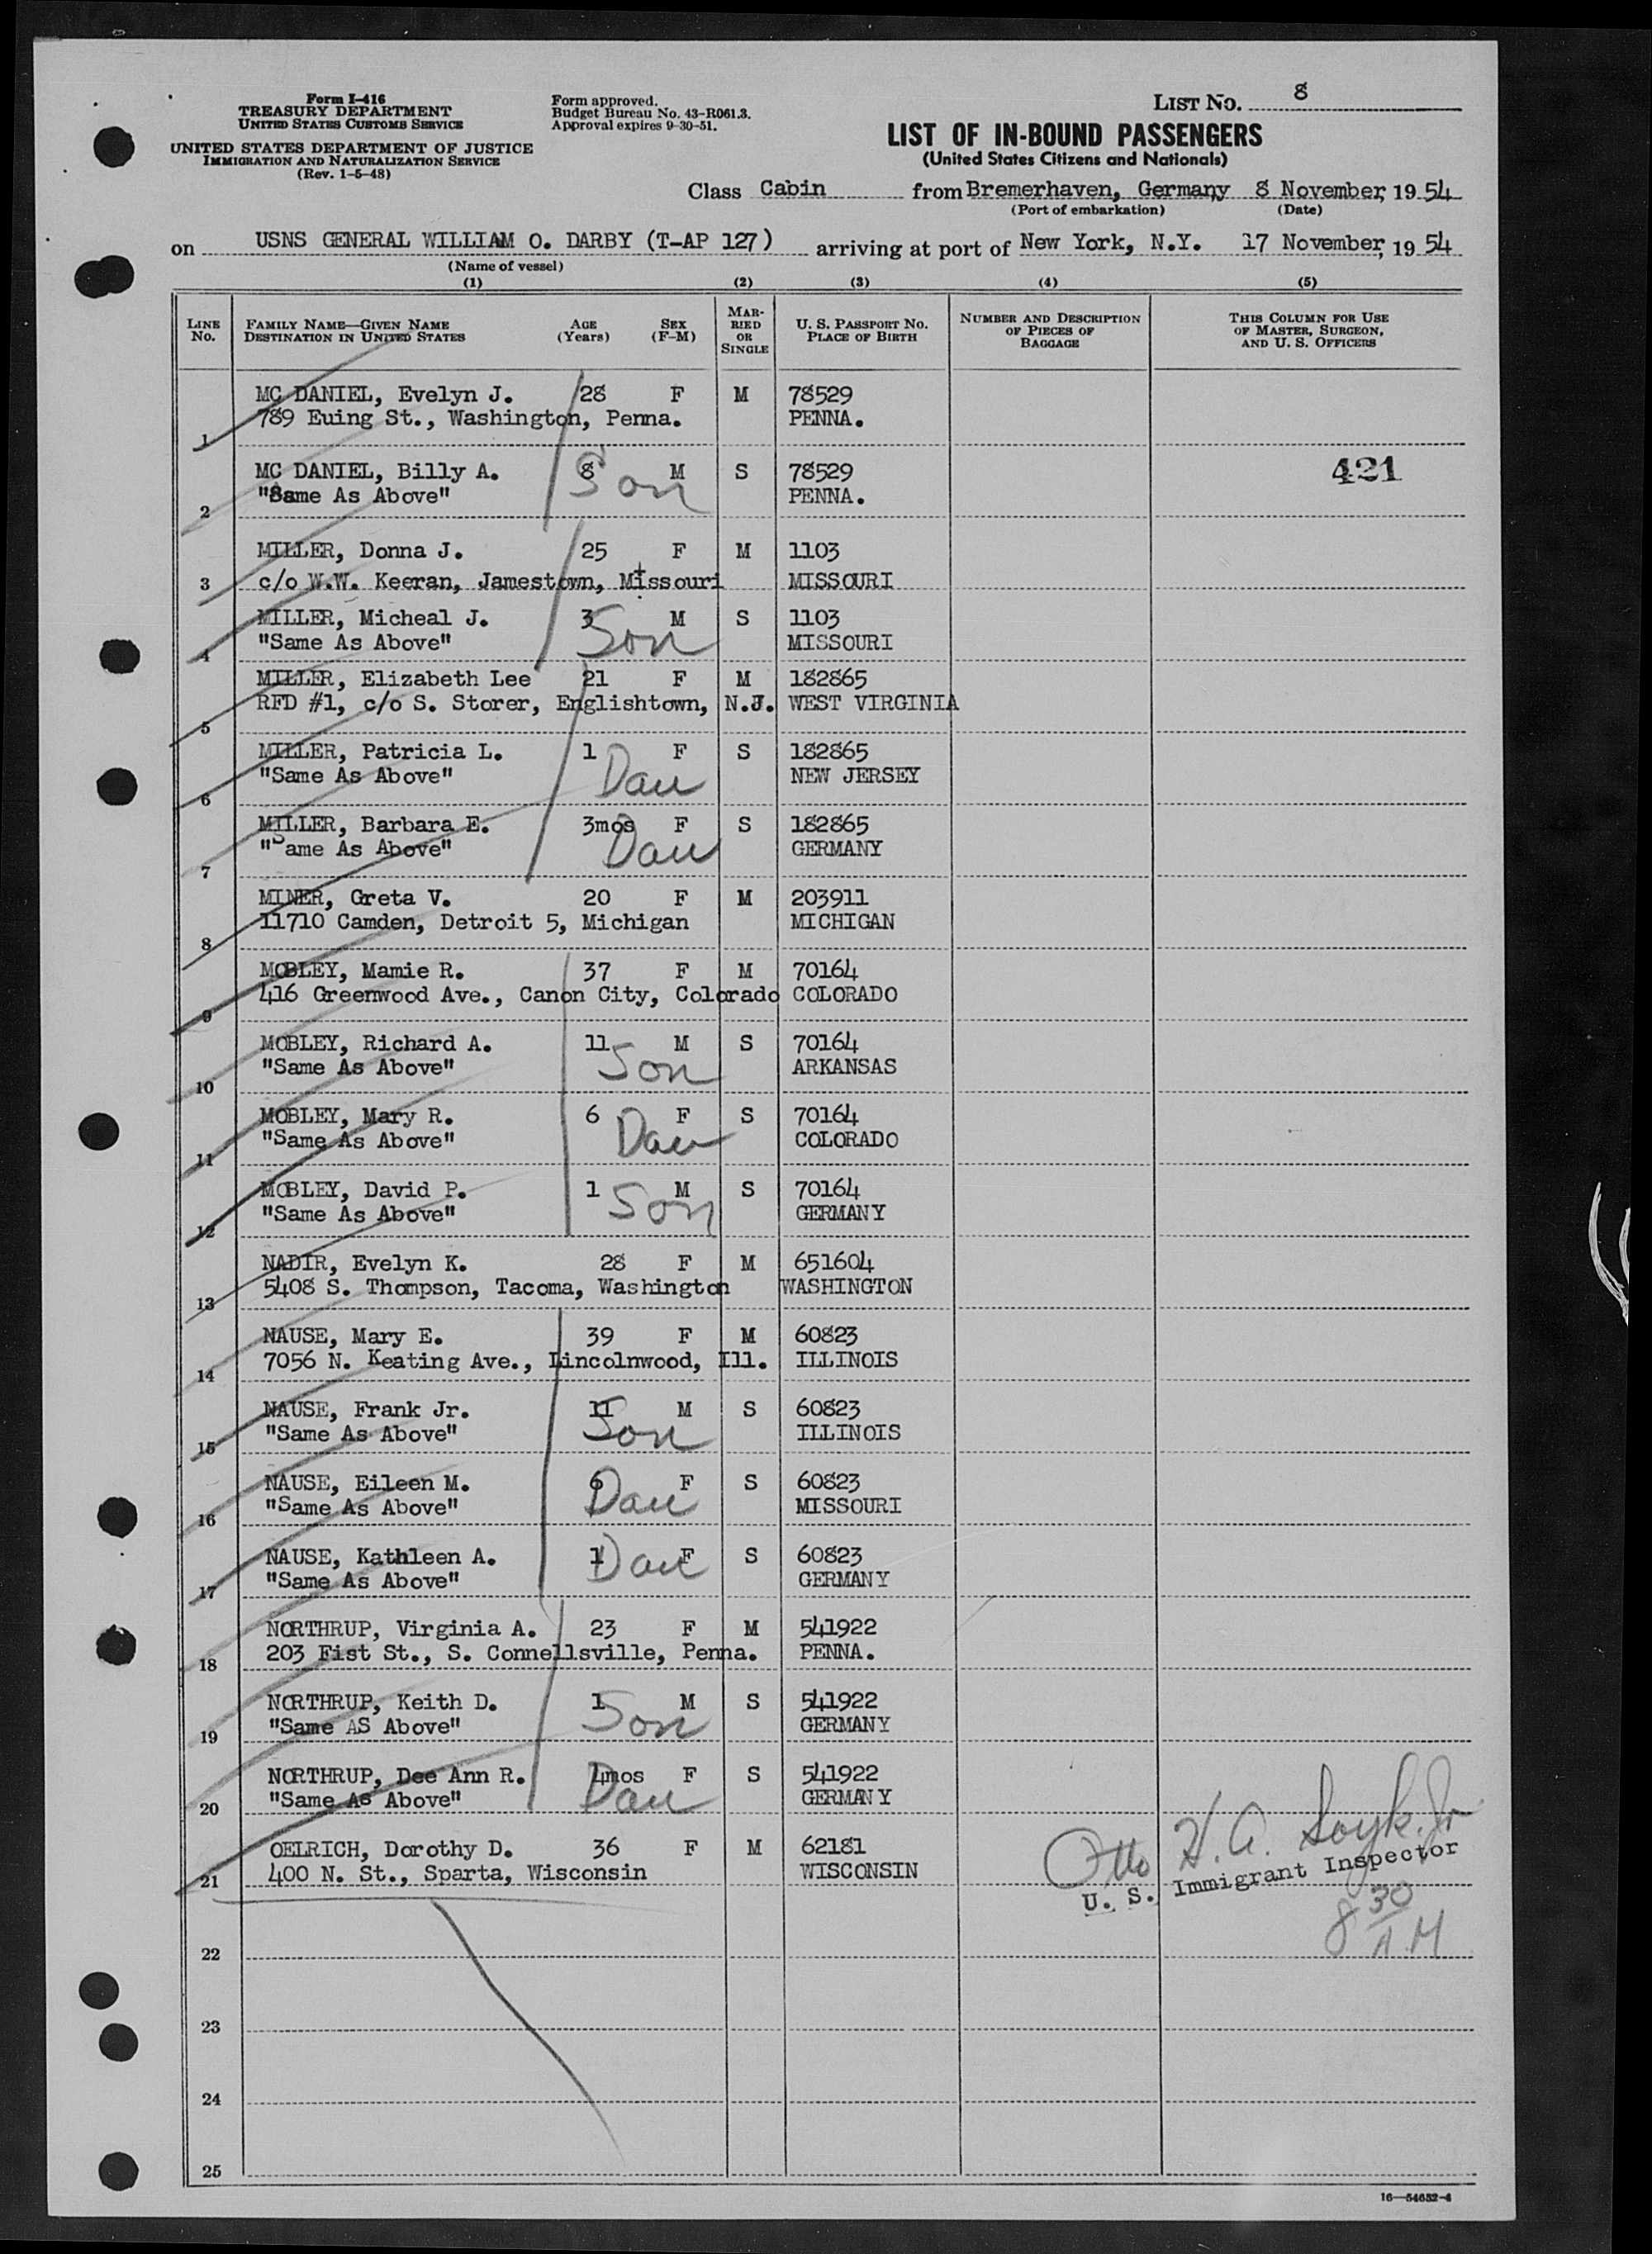 Form I-416
TREASURY DEPARTMENT
UNITED STATES CUSTOMS SERVICE
UNITED STATES DEPARTMENT OF JUSTICE
IMMIGRATION AND NATURALIZATION SERVICE
(Rev. 1-5-48)
Form approved.
Budget Bureau No. 43-R061.3.
Approval expires 9-30-51.
LIST NO. 8
LIST OF IN-BOUND PASSENGERS
(United States Citizens and Nationals)
Class Cabin from Bremerhaven, Germany 8 November, 1954
(Port of embarkation) (Date)
on USNS GENERAL WILLIAM O. DARBY (T-AP 127) arriving at port of New York, N.Y. 17 November, 1954
(Name of vessel)
(1) (2) (3) (4) (5)
LINE NO. FAMILY NAME—GIVEN NAME DESTINATION IN UNITED STATES AGE (Years) SEX (F-M) MARRIED OR SINGLE U. S. PASSPORT NO. PLACE OF BIRTH NUMBER AND DESCRIPTION OF PIECES OF BAGGAGE THIS COLUMN FOR USE OF MASTER, SURGEON, AND U. S. OFFICERS
MC DANIEL, Evelyn J. 28 F M 78529
1 789 Euing St., Washington, Penna. PENNA.
MC DANIEL, Billy A. 8 M S 78529 421
2 "Same As Above" Son PENNA.
MILLER, Donna J. 25 F M 1103
3 c/o W.W. Keeran, Jamestown, Missouri MISSOURI
MILLER, Micheal J. 3 M S 1103
4 "Same As Above" Son MISSOURI
MILLER, Elizabeth Lee 21 F M 182865
5 RFD #1, c/o S. Storer, Englishtown, N.J. WEST VIRGINIA
MILLER, Patricia L. 1 F S 182865
6 "Same As Above" Dau NEW JERSEY
MILLER, Barbara E. 3mos F S 182865
7 "Same As Above" Dau GERMANY
MINER, Greta V. 20 F M 203911
8 11710 Camden, Detroit 5, Michigan MICHIGAN
MOBLEY, Mamie R. 37 F M 70164
9 416 Greenwood Ave., Canon City, Colorado COLORADO
MOBLEY, Richard A. 11 M S 70164
10 "Same As Above" Son ARKANSAS
MOBLEY, Mary R. 6 F S 70164
11 "Same As Above" Dau COLORADO
MOBLEY, David P. 1 M S 70164
12 "Same As Above" Son GERMANY
NADIR, Evelyn K. 28 F M 651604
13 5408 S. Thompson, Tacoma, Washington WASHINGTON
NAUSE, Mary E. 39 F M 60823
14 7056 N. Keating Ave., Lincolnwood, Ill. ILLINOIS
NAUSE, Frank Jr. 11 M S 60823
15 "Same As Above" Son ILLINOIS
NAUSE, Eileen M. 6 F S 60823
16 "Same As Above" Dau MISSOURI
NAUSE, Kathleen A. 1 F S 60823
17 "Same As Above" Dau GERMANY
NORTHRUP, Virginia A. 23 F M 541922
18 203 Fist St., S. Connellsville, Penna. PENNA.
NORTHRUP, Keith D. 1 M S 541922
19 "Same AS Above" Son GERMANY
NORTHRUP, Dee Ann R. 4mos F S 541922
20 "Same As Above" Dau GERMANY
OELRICH, Dorothy D. 36 F M 62181
21 400 N. St., Sparta, Wisconsin WISCONSIN
Otto H. A. Jr
U. S. Immigrant Inspector
8 30
A.M
22
23
24
25
16—54652-4